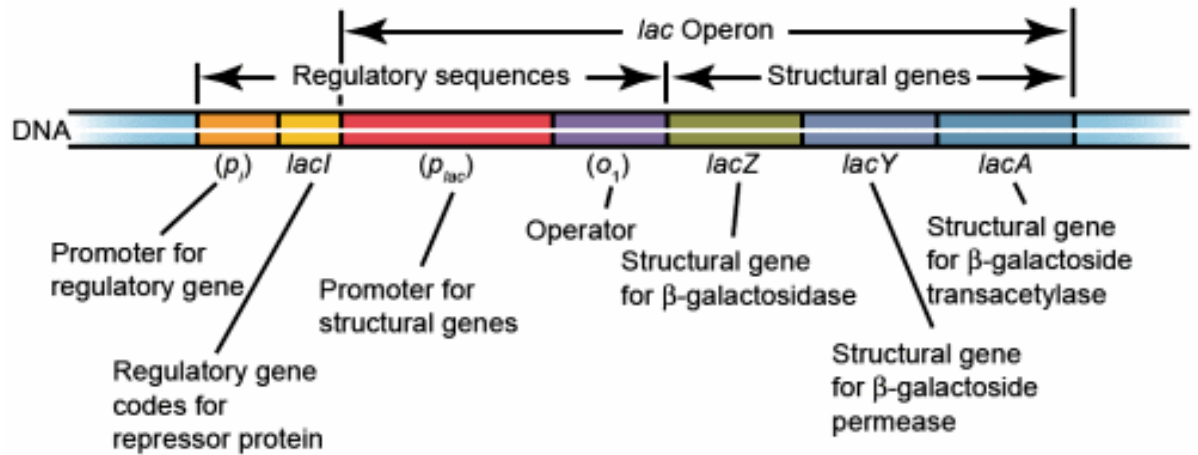 lac Operon
Regulatory sequences
Structural genes
DNA
(pᵢ)
lacI
(p_lac)
(o₁)
lacZ
lacY
lacA
Promoter for
regulatory gene
Regulatory gene
codes for
repressor protein
Promoter for
structural genes
Operator
Structural gene
for β-galactosidase
Structural gene
for β-galactoside
permease
Structural gene
for β-galactoside
transacetylase